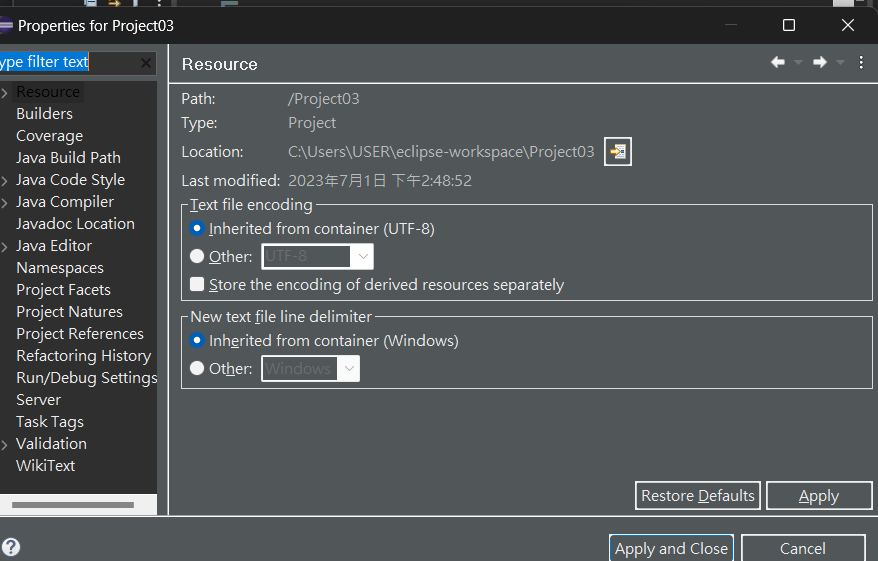 Properties for Project03
ype filter text
Resource
Builders
Coverage
Java Build Path
Java Code Style
Java Compiler
Javadoc Location
Java Editor
Namespaces
Project Facets
Project Natures
Project References
Refactoring History
Run/Debug Settings
Server
Task Tags
Validation
WikiText
Resource
Path: /Project03
Type: Project
Location: C:\Users\USER\eclipse-workspace\Project03
Last modified: 2023年7月1日 下午2:48:52
Text file encoding
Inherited from container (UTF-8)
Other: UTF-8
Store the encoding of derived resources separately
New text file line delimiter
Inherited from container (Windows)
Other: Windows
Restore Defaults Apply
Apply and Close Cancel